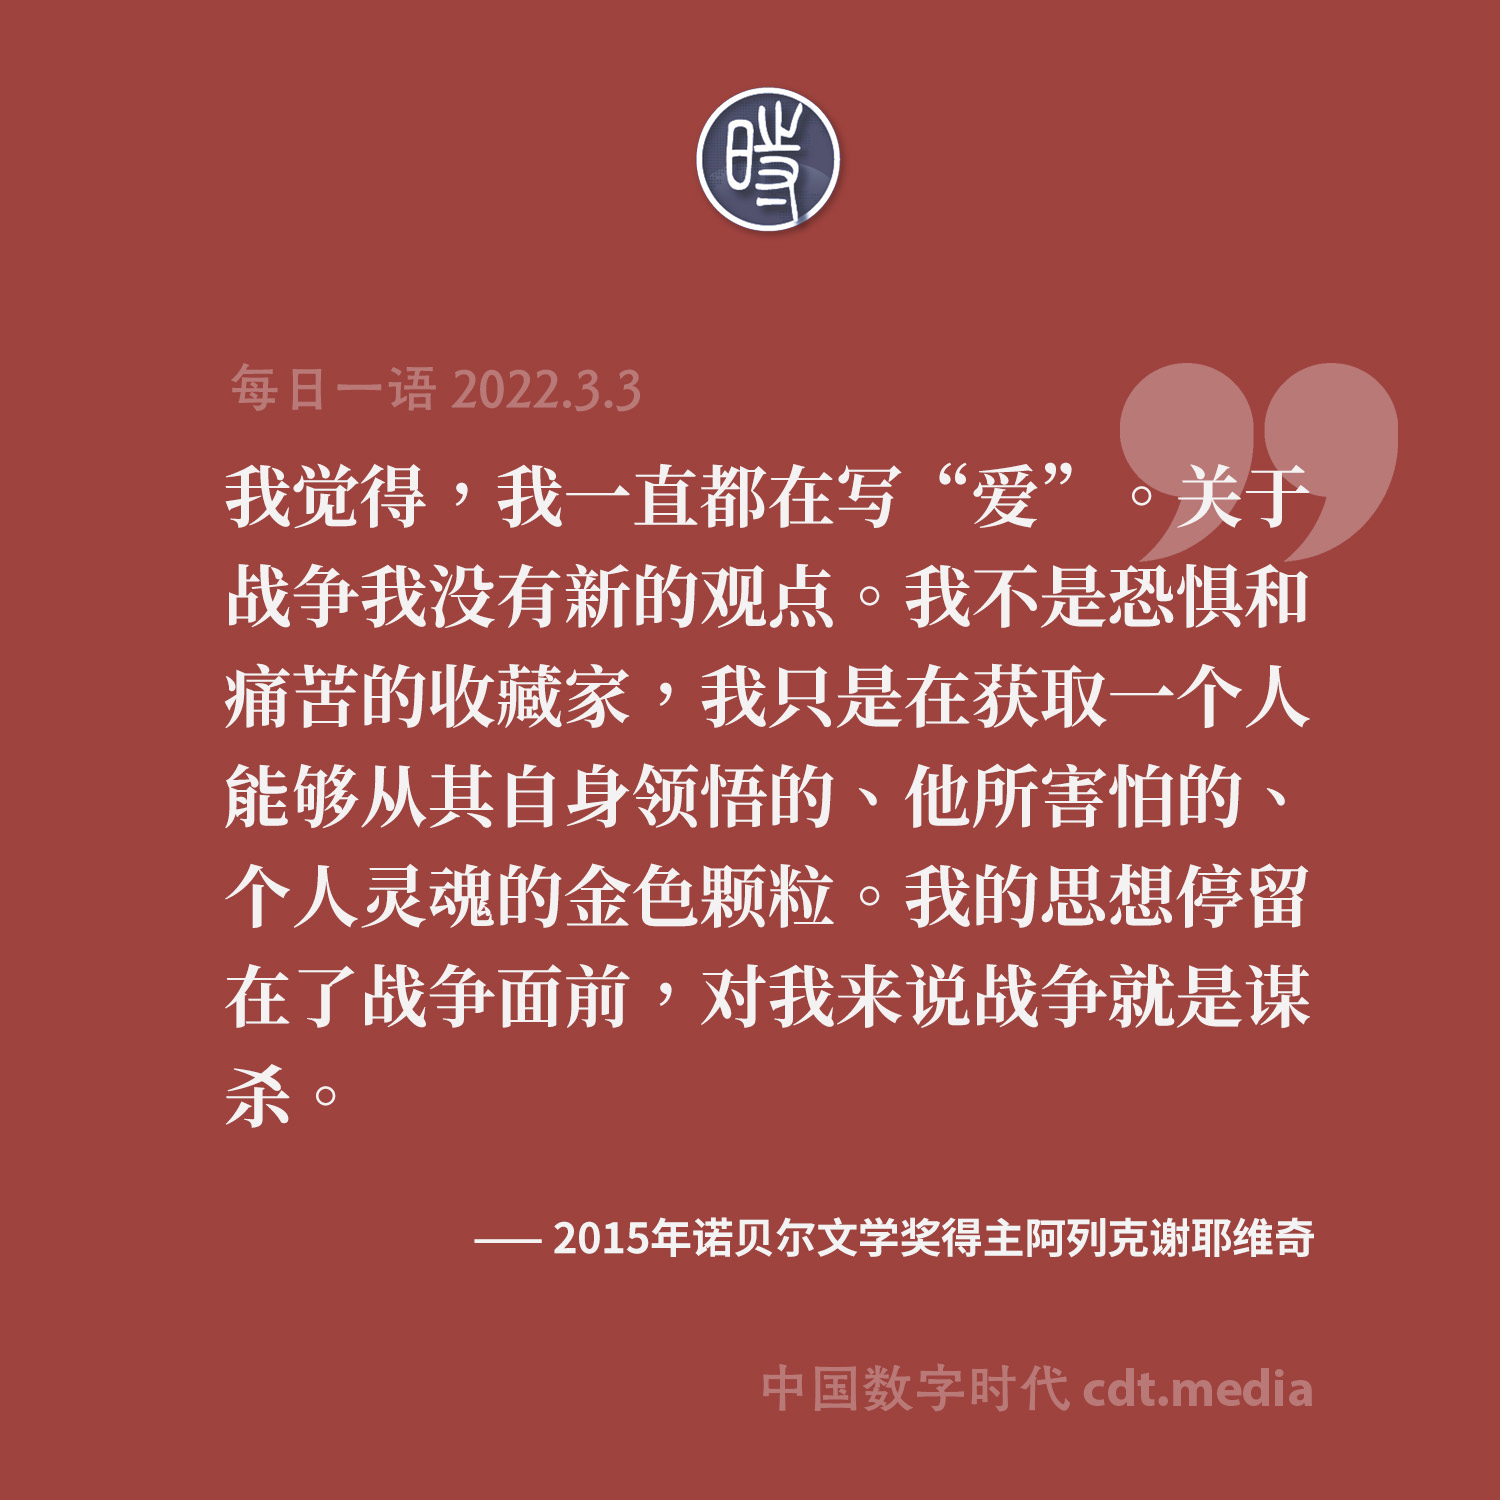 時
每日一语 2022.3.3
我觉得，我一直都在写“爱”。关于
战争我没有新的观点。我不是恐惧和
痛苦的收藏家，我只是在获取一个人
能够从其自身领悟的、他所害怕的、
个人灵魂的金色颗粒。我的思想停留
在了战争面前，对我来说战争就是谋
杀。
—— 2015年诺贝尔文学奖得主阿列克谢耶维奇
中国数字时代 cdt.media